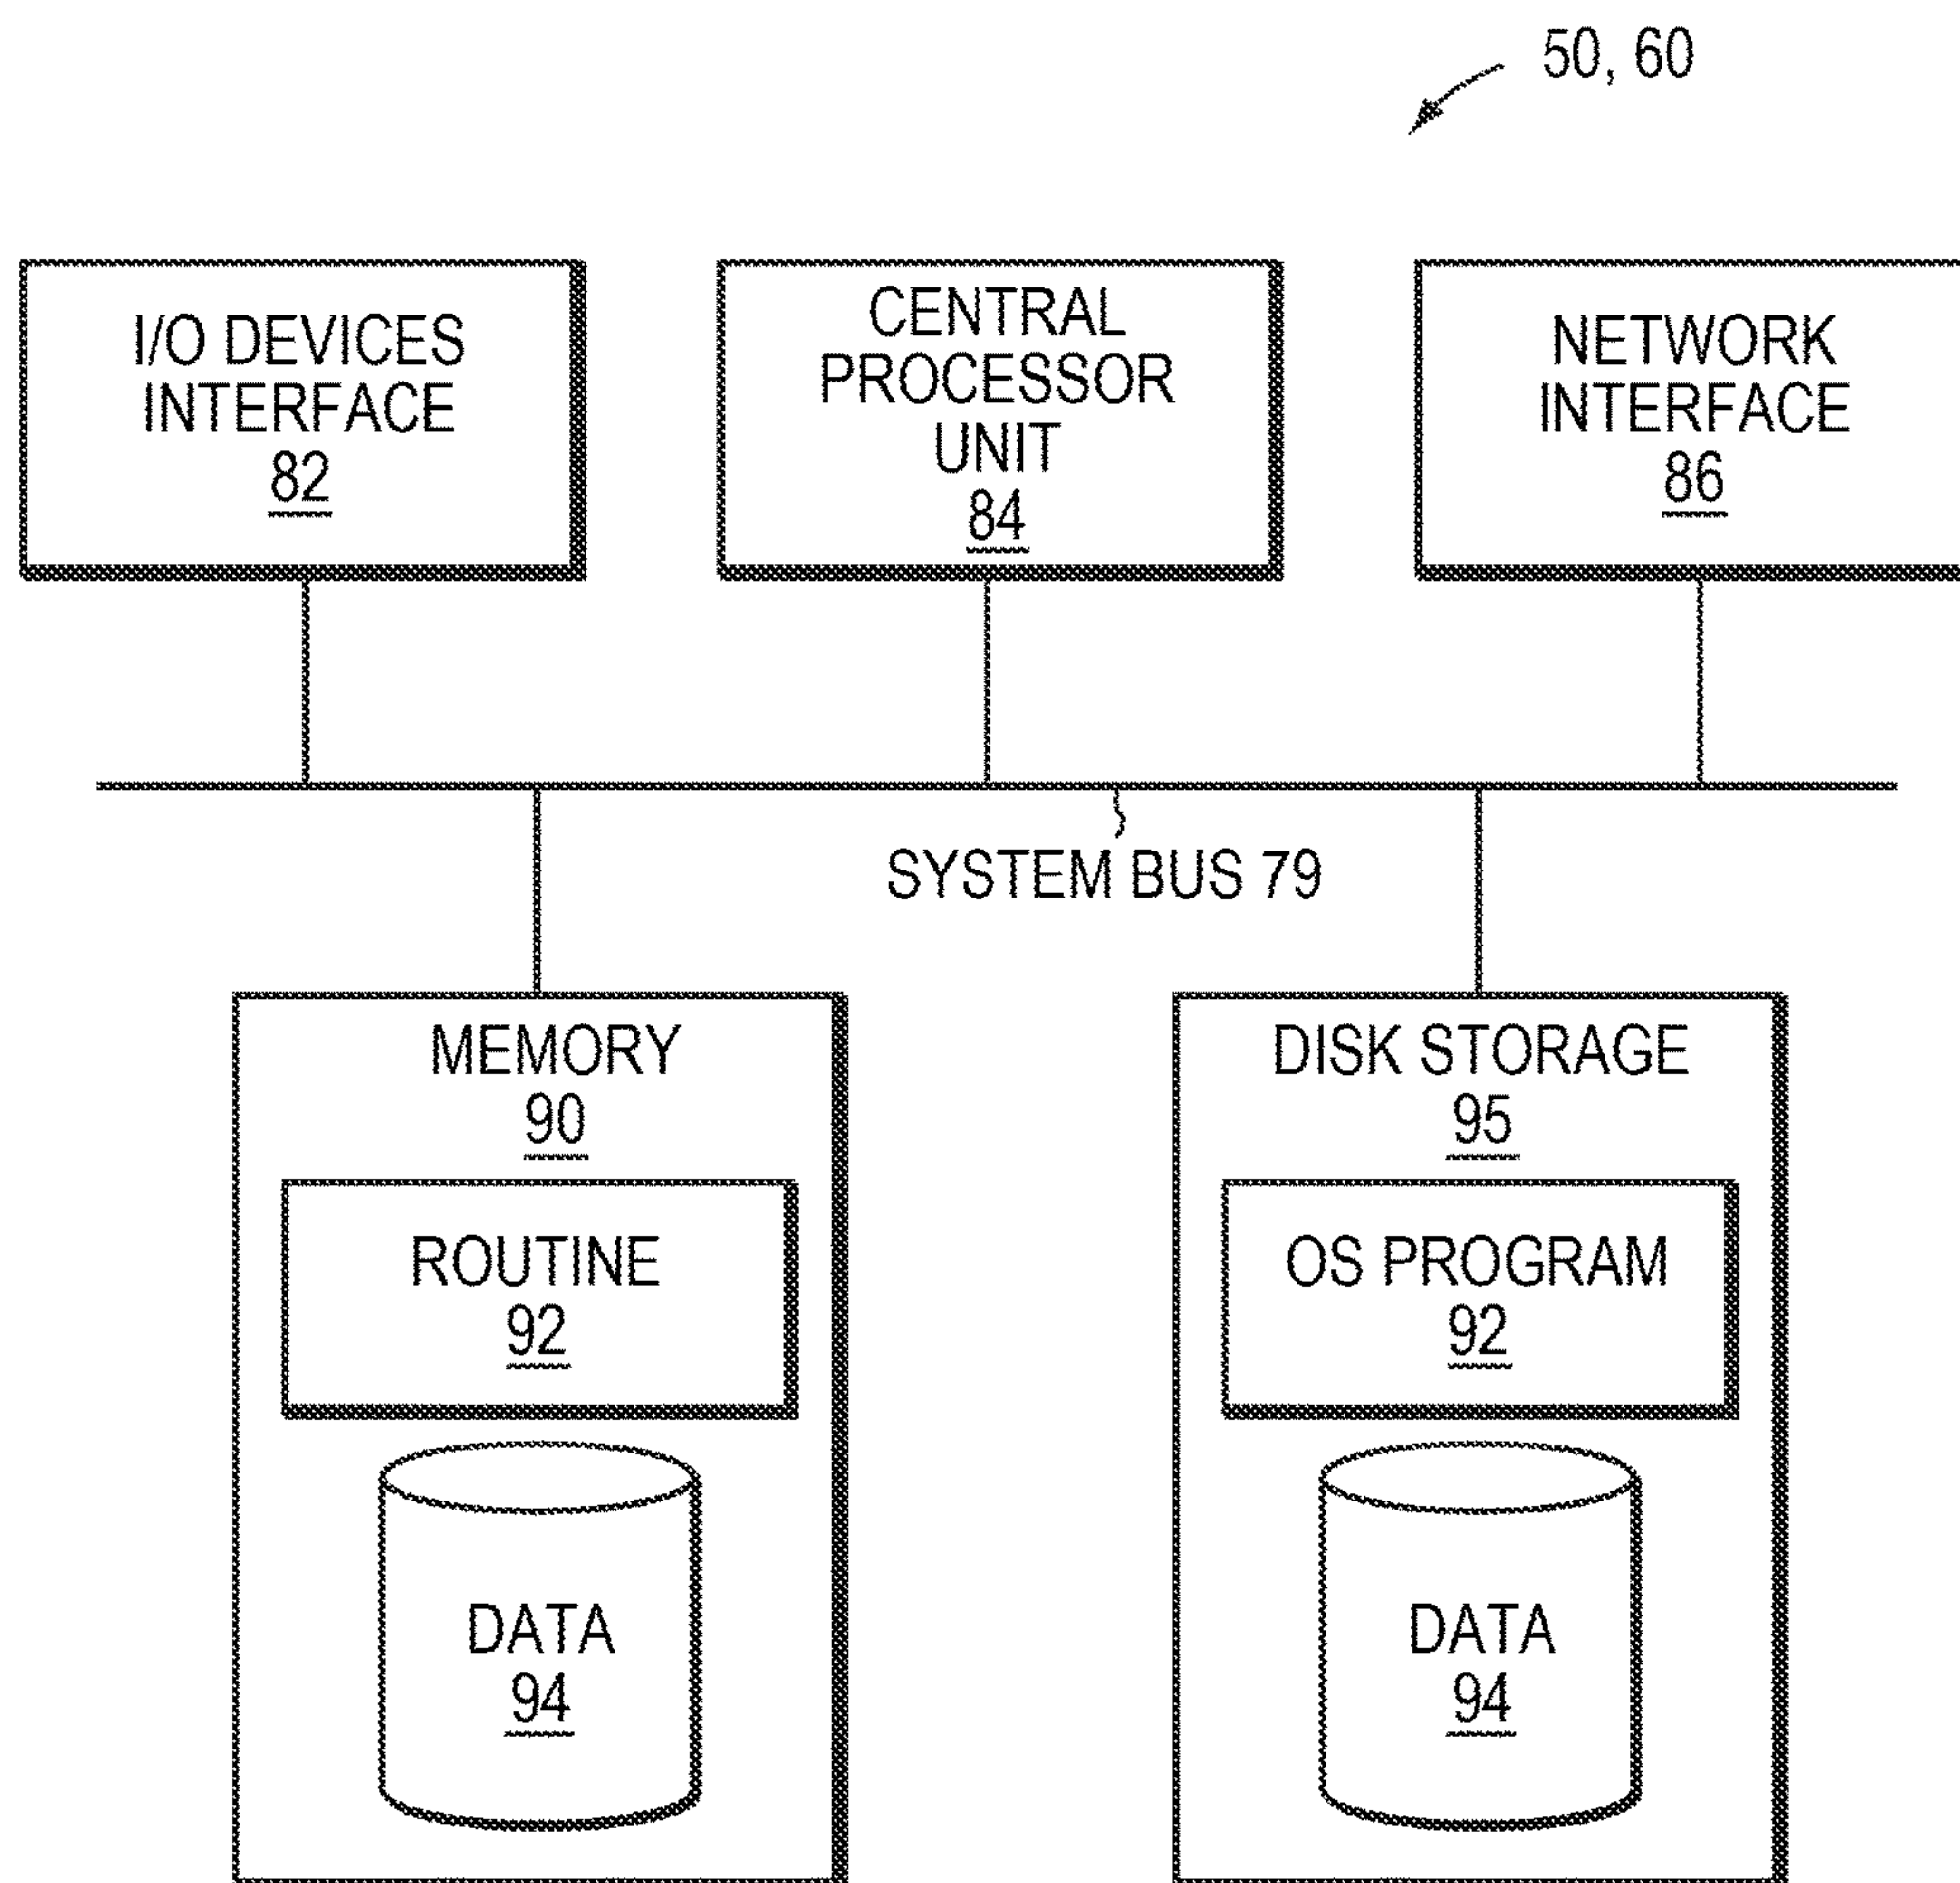 50, 60
I/O DEVICES
INTERFACE
82
CENTRAL
PROCESSOR
UNIT
84
NETWORK
INTERFACE
86
SYSTEM BUS 79
MEMORY
90
ROUTINE
92
DATA
94
DISK STORAGE
95
OS PROGRAM
92
DATA
94